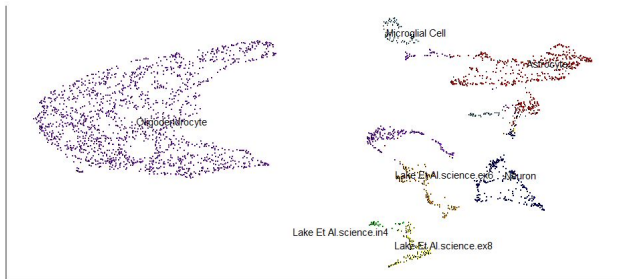 Microglial Cell
Astrocyte
Oligodendrocyte
Lake Et Al.science.ex6
Neuron
Lake Et Al.science.in4
Lake Et Al.science.ex8